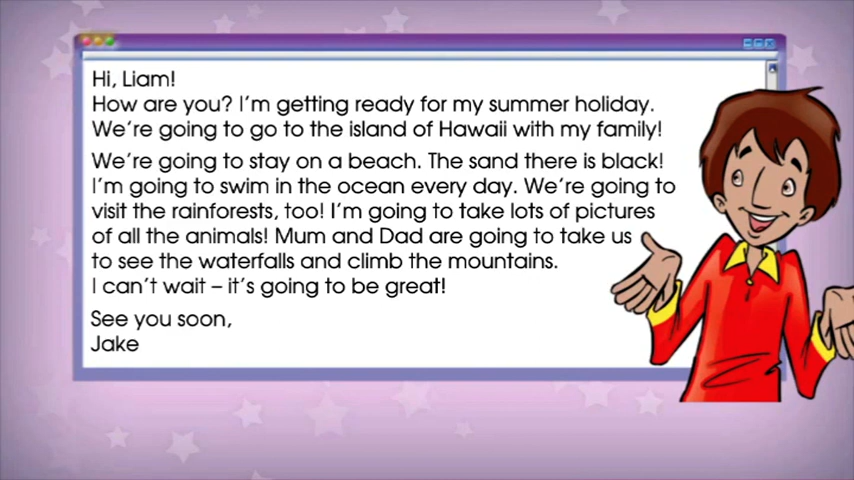 Hi, Liam!
How are you? I'm getting ready for my summer holiday.
We're going to go to the island of Hawaii with my family!
We're going to stay on a beach. The sand there is black!
I'm going to swim in the ocean every day. We're going to
visit the rainforests, too! I'm going to take lots of pictures
of all the animals! Mum and Dad are going to take us
to see the waterfalls and climb the mountains.
I can't wait – it's going to be great!
See you soon,
Jake